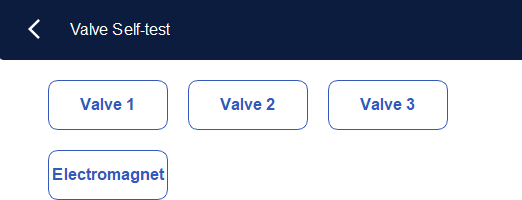 Valve Self-test
Valve 1 Valve 2 Valve 3
Electromagnet